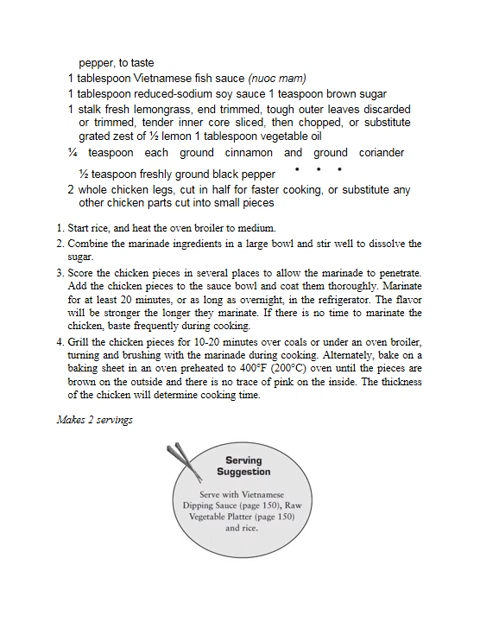 pepper, to taste
1 tablespoon Vietnamese fish sauce (nuoc mam)
1 tablespoon reduced-sodium soy sauce 1 teaspoon brown sugar
1 stalk fresh lemongrass, end trimmed, tough outer leaves discarded
or trimmed, tender inner core sliced, then chopped, or substitute
grated zest of ½ lemon 1 tablespoon vegetable oil
¼ teaspoon each ground cinnamon and ground coriander
½ teaspoon freshly ground black pepper • • •
2 whole chicken legs, cut in half for faster cooking, or substitute any
other chicken parts cut into small pieces
1. Start rice, and heat the oven broiler to medium.
2. Combine the marinade ingredients in a large bowl and stir well to dissolve the
sugar.
3. Score the chicken pieces in several places to allow the marinade to penetrate.
Add the chicken pieces to the sauce bowl and coat them thoroughly. Marinate
for at least 20 minutes, or as long as overnight, in the refrigerator. The flavor
will be stronger the longer they marinate. If there is no time to marinate the
chicken, baste frequently during cooking.
4. Grill the chicken pieces for 10-20 minutes over coals or under an oven broiler,
turning and brushing with the marinade during cooking. Alternately, bake on a
baking sheet in an oven preheated to 400°F (200°C) oven until the pieces are
brown on the outside and there is no trace of pink on the inside. The thickness
of the chicken will determine cooking time.
Makes 2 servings
Serving
Suggestion
Serve with Vietnamese
Dipping Sauce (page 150), Raw
Vegetable Platter (page 150)
and rice.